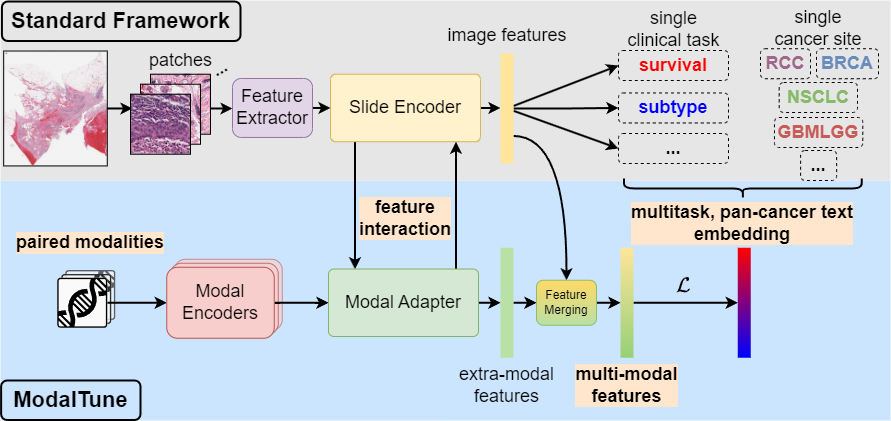 Standard Framework
patches
...
Feature
Extractor
Slide Encoder
image features
single
clinical task
survival
subtype
...
single
cancer site
RCC
BRCA
NSCLC
GBMLGG
...
feature
interaction
multitask, pan-cancer text
embedding
paired modalities
Modal
Encoders
Modal Adapter
Feature
Merging
ℒ
extra-modal
features
multi-modal
features
ModalTune